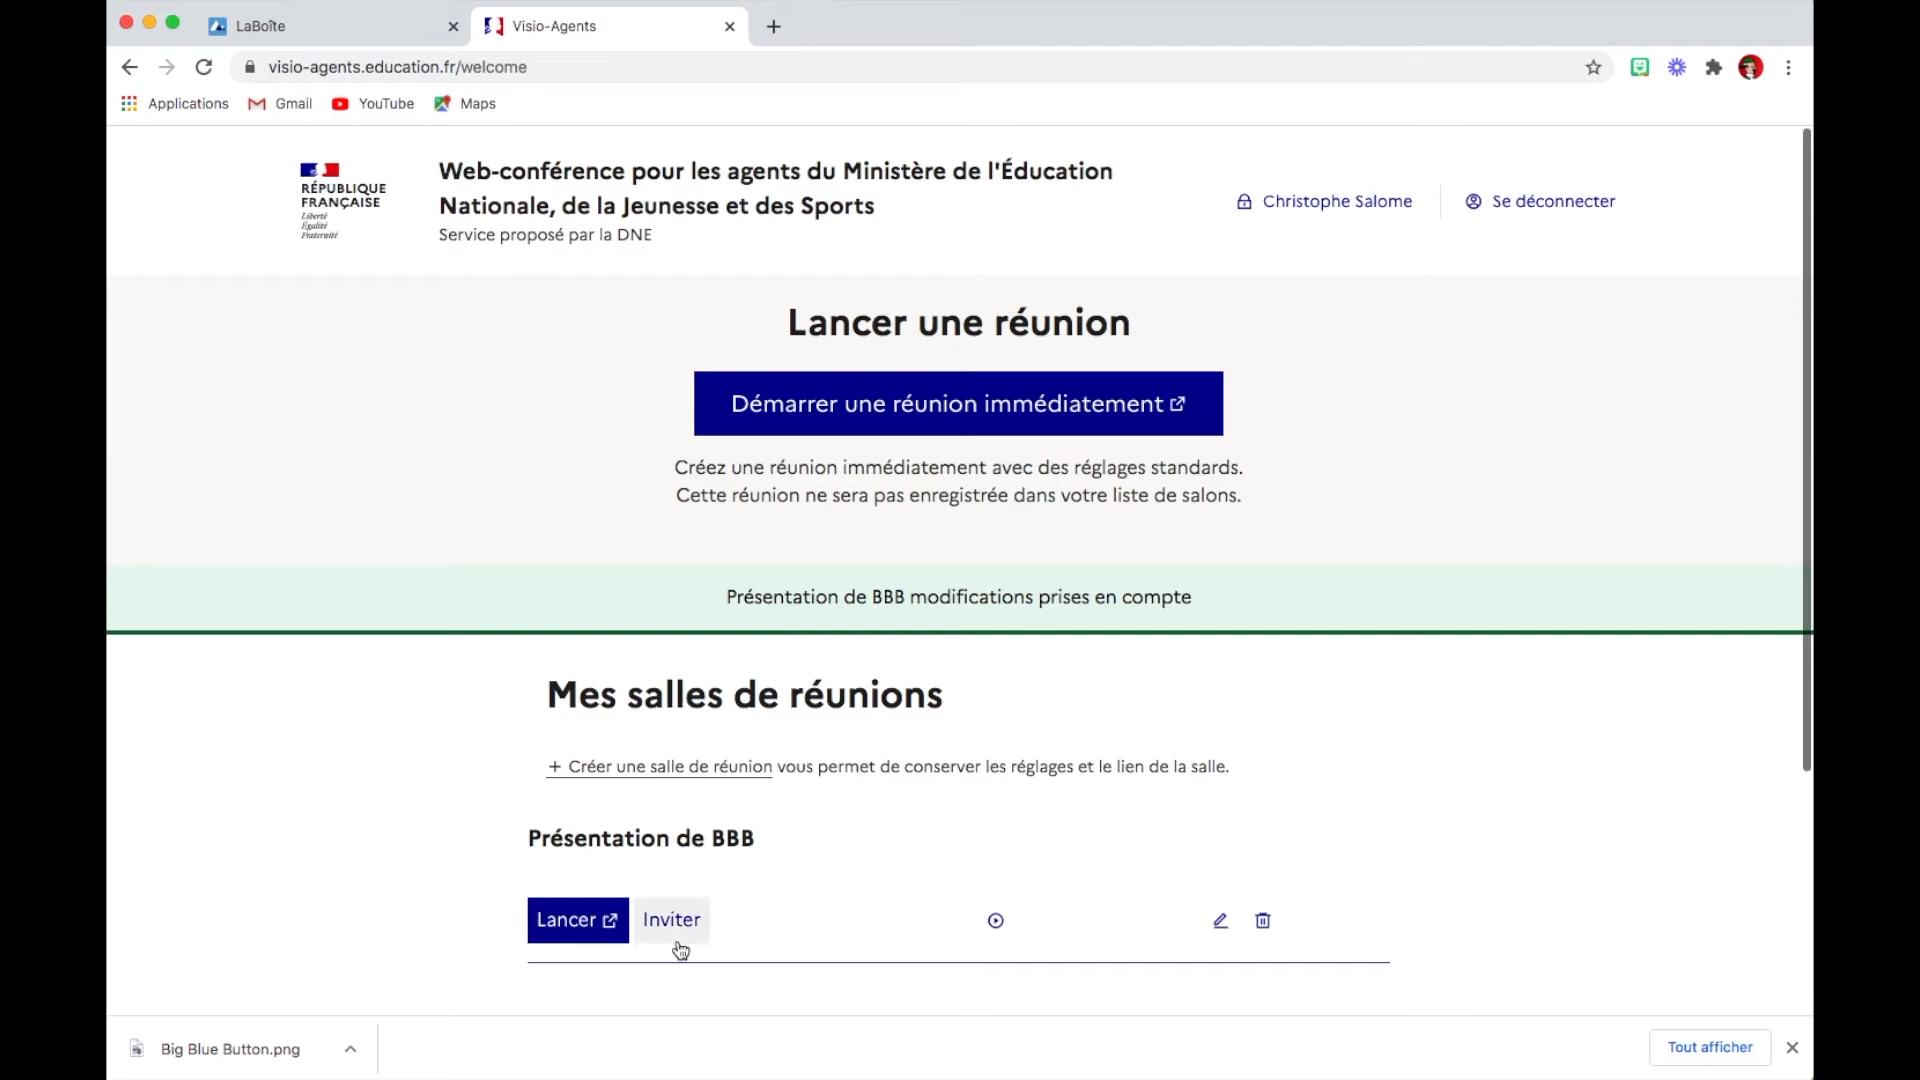 LaBoîte
Visio-Agents
visio-agents.education.fr/welcome
Applications
Gmail
YouTube
Maps
RÉPUBLIQUE
FRANÇAISE
Liberté
Égalité
Fraternité
Web-conférence pour les agents du Ministère de l'Éducation
Nationale, de la Jeunesse et des Sports
Service proposé par la DNE
Christophe Salome
Se déconnecter
Lancer une réunion
Démarrer une réunion immédiatement
Créez une réunion immédiatement avec des réglages standards.
Cette réunion ne sera pas enregistrée dans votre liste de salons.
Présentation de BBB modifications prises en compte
Mes salles de réunions
+ Créer une salle de réunion vous permet de conserver les réglages et le lien de la salle.
Présentation de BBB
Lancer
Inviter
Big Blue Button.png
Tout afficher